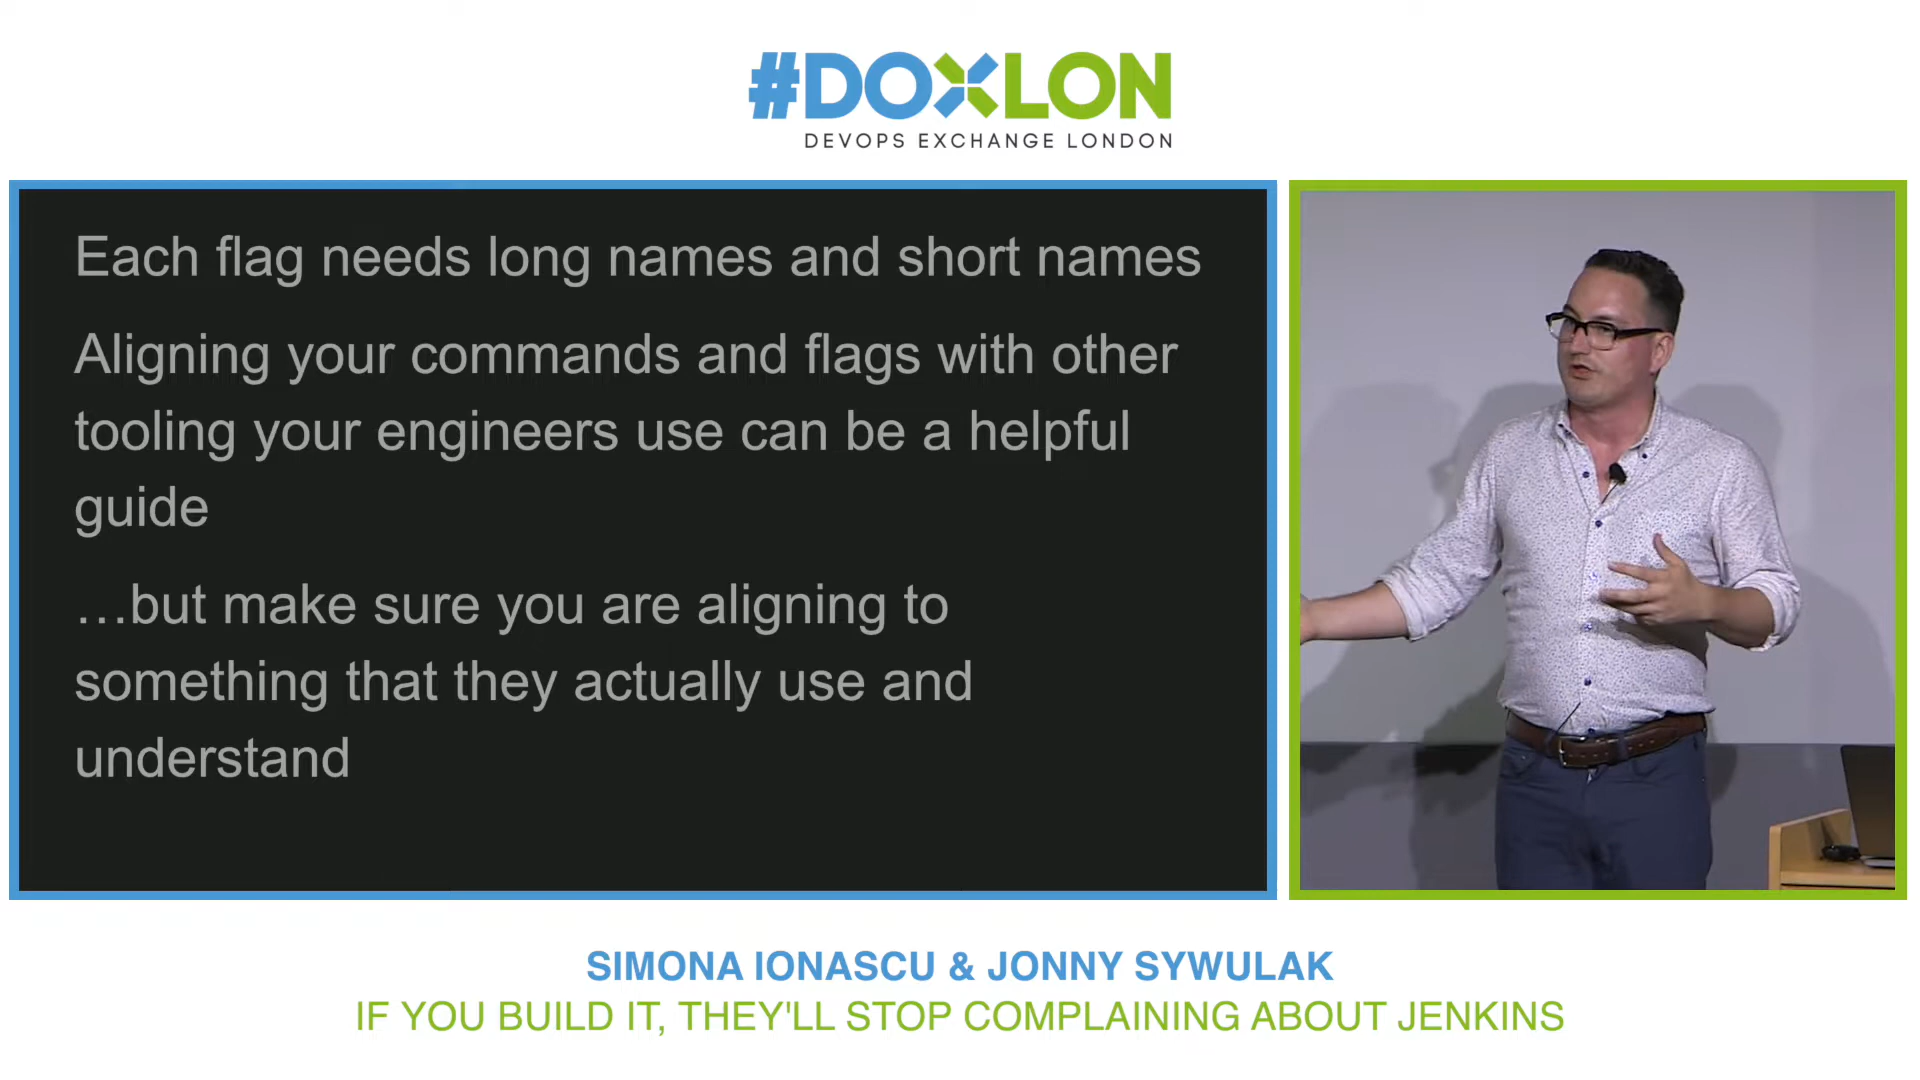 #DOXLON
DEVOPS EXCHANGE LONDON
Each flag needs long names and short names
Aligning your commands and flags with other
tooling your engineers use can be a helpful
guide
…but make sure you are aligning to
something that they actually use and
understand
SIMONA IONASCU & JONNY SYWULAK
IF YOU BUILD IT, THEY'LL STOP COMPLAINING ABOUT JENKINS